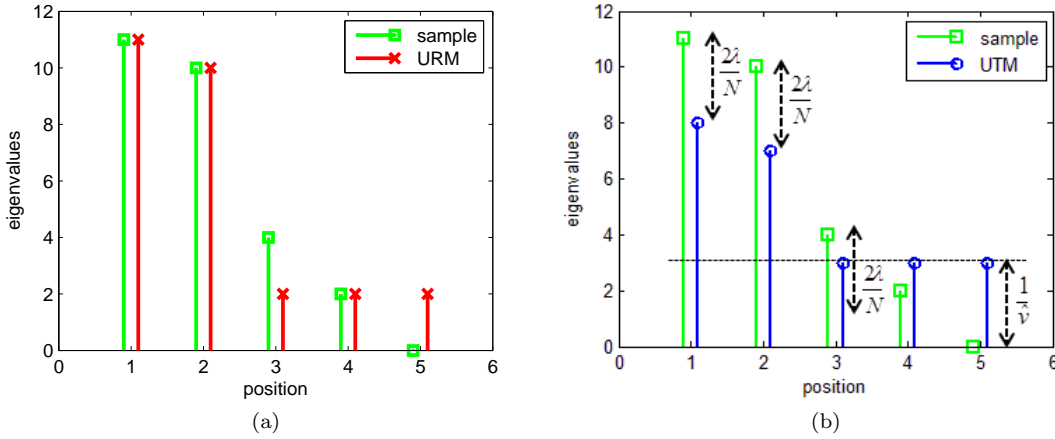 12
10
8
6
4
2
0
eigenvalues
sample
URM
0 1 2 3 4 5 6
position
(a)
12
10
8
6
4
2
0
eigenvalues
sample
UTM
2λ̂/N
2λ̂/N
2λ̂/N
1/v̂
0 1 2 3 4 5 6
position
(b)